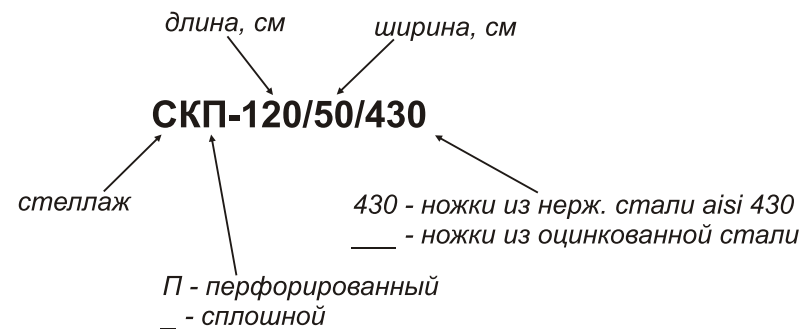 длина, см
ширина, см
СКП-120/50/430
стеллаж
430 - ножки из нерж. стали aisi 430
___ - ножки из оцинкованной стали
П - перфорированный
_ - сплошной